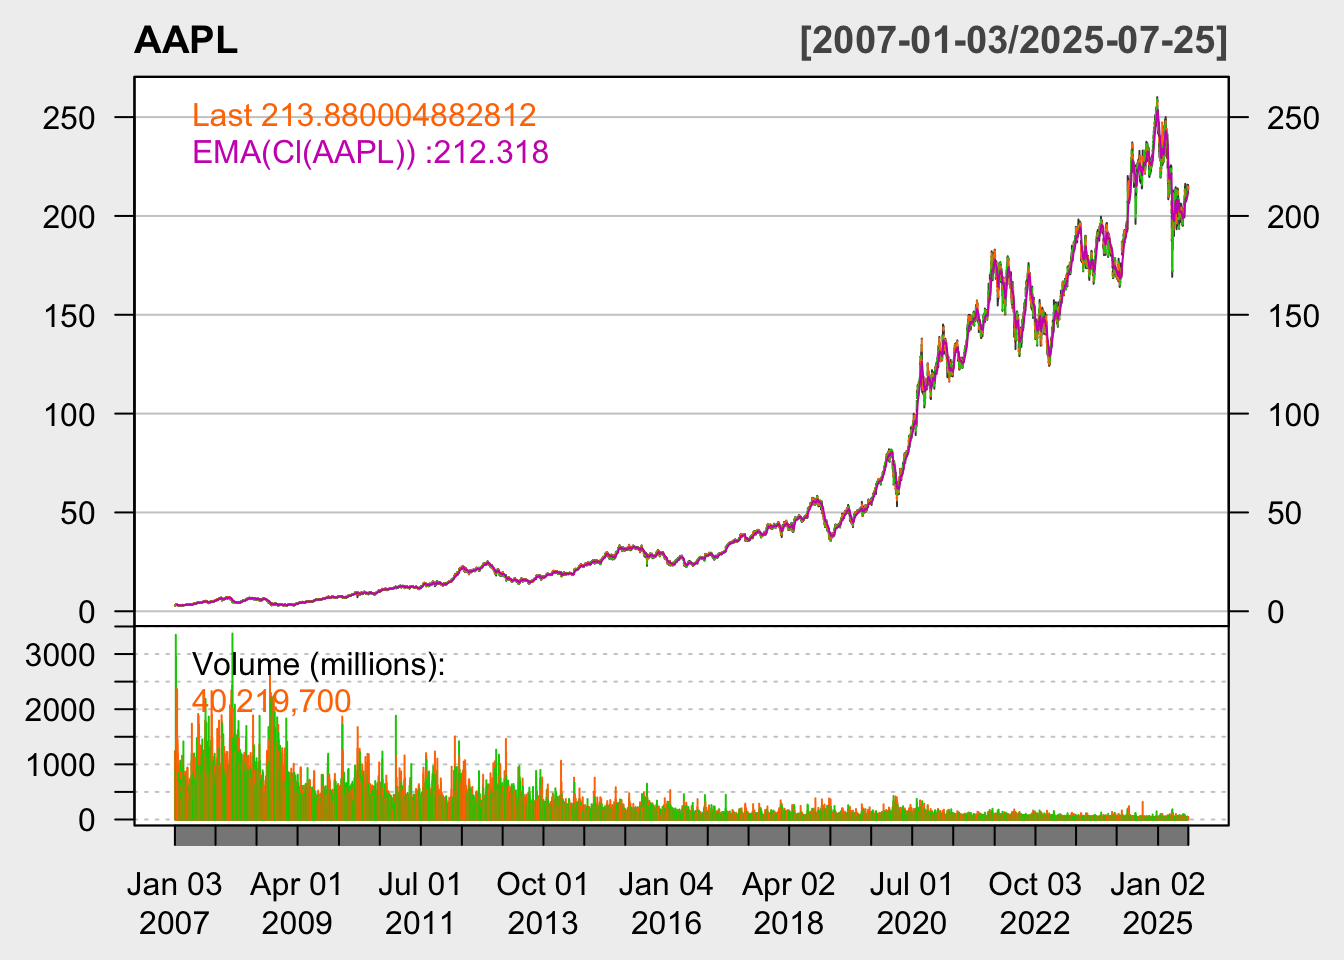 AAPL [2007-01-03/2025-07-25]
Last 213.880004882812
EMA(Cl(AAPL)) :212.318
250 250
200 200
150 150
100 100
50 50
0 0
Volume (millions):
40,219,700
3000
2000
1000
0
Jan 03 Apr 01 Jul 01 Oct 01 Jan 04 Apr 02 Jul 01 Oct 03 Jan 02
2007 2009 2011 2013 2016 2018 2020 2022 2025